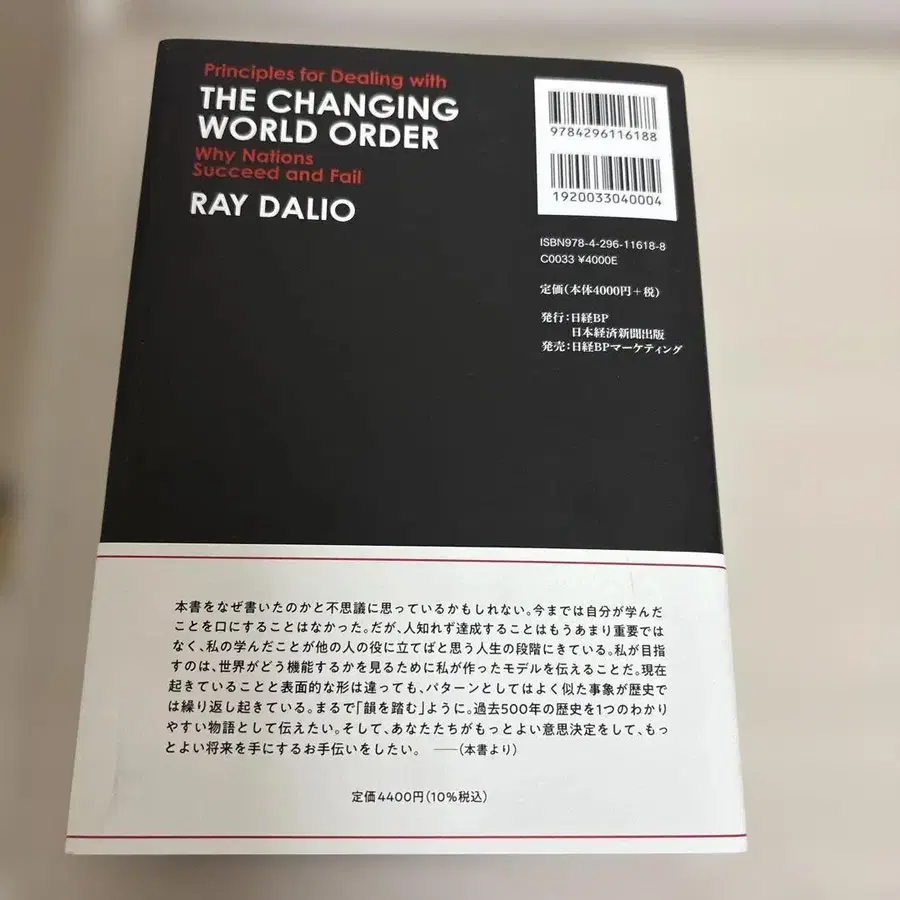 Principles for Dealing with
THE CHANGING
WORLD ORDER
Why Nations
Succeed and Fail
RAY DALIO
9784296116188
1920033040004
ISBN978-4-296-11618-8
C0033 ¥4000E
定価(本体4000円+税)
発行:日経BP
日本経済新聞出版
発売:日経BPマーケティング
本書をなぜ書いたのかと不思議に思っているかもしれない。今までは自分が学んだ
ことを口にすることはなかった。だが、人知れず達成することはもうあまり重要では
なく、私の学んだことが他の人の役に立てばと思う人生の段階にきている。私が目指
すのは、世界がどう機能するかを見るために私が作ったモデルを伝えることだ。現在
起きていることと表面的な形は違っても、パターンとしてはよく似た事象が歴史で
は繰り返し起きている。まるで「韻を踏む」ように。過去500年の歴史を1つのわかり
やすい物語として伝えたい。そして、あなたたちがもっとよい意思決定をして、もっ
とよい将来を手にするお手伝いをしたい。 ──(本書より)
定価4400円(10%税込)